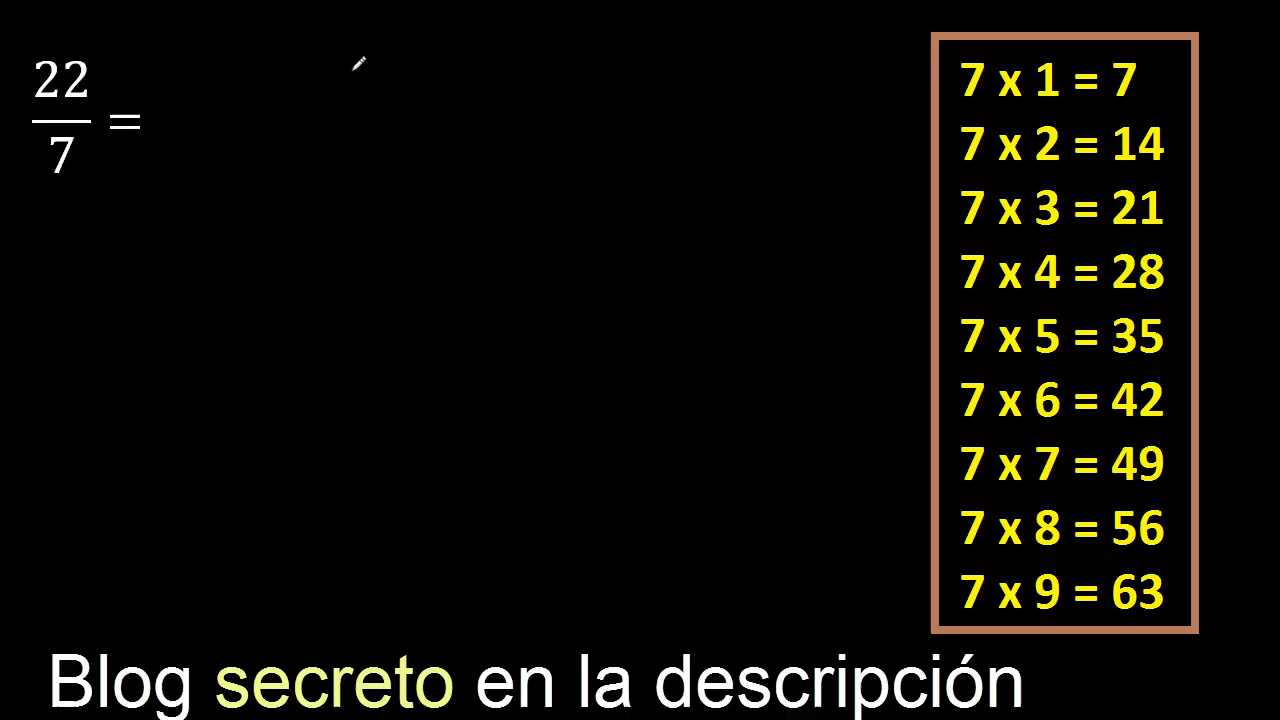 22
7 =
7 x 1 = 7
7 x 2 = 14
7 x 3 = 21
7 x 4 = 28
7 x 5 = 35
7 x 6 = 42
7 x 7 = 49
7 x 8 = 56
7 x 9 = 63
Blog secreto en la descripción